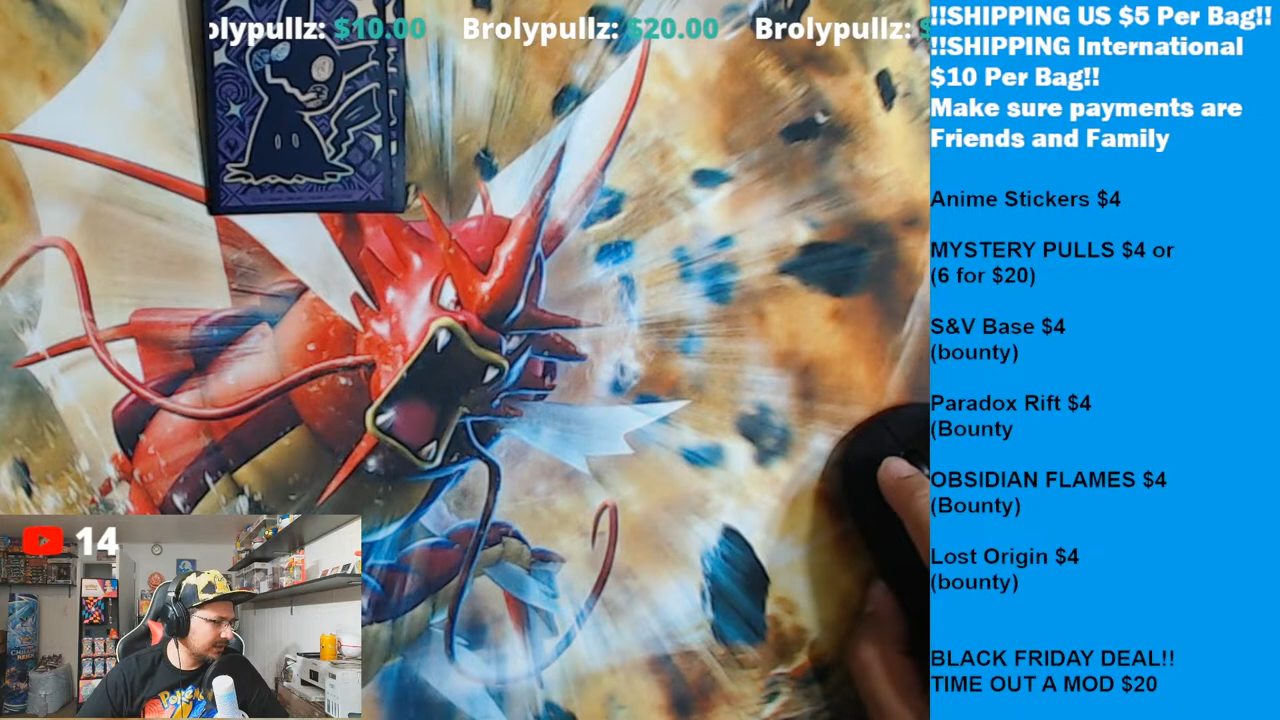 olypullz: $10.00 Brolypullz: $20.00 Brolypullz: $
!!SHIPPING US $5 Per Bag!!
!!SHIPPING International
$10 Per Bag!!
Make sure payments are
Friends and Family
Anime Stickers $4
MYSTERY PULLS $4 or
(6 for $20)
S&V Base $4
(bounty)
Paradox Rift $4
(Bounty
OBSIDIAN FLAMES $4
(Bounty)
Lost Origin $4
(bounty)
BLACK FRIDAY DEAL!!
TIME OUT A MOD $20
14
Pokémon